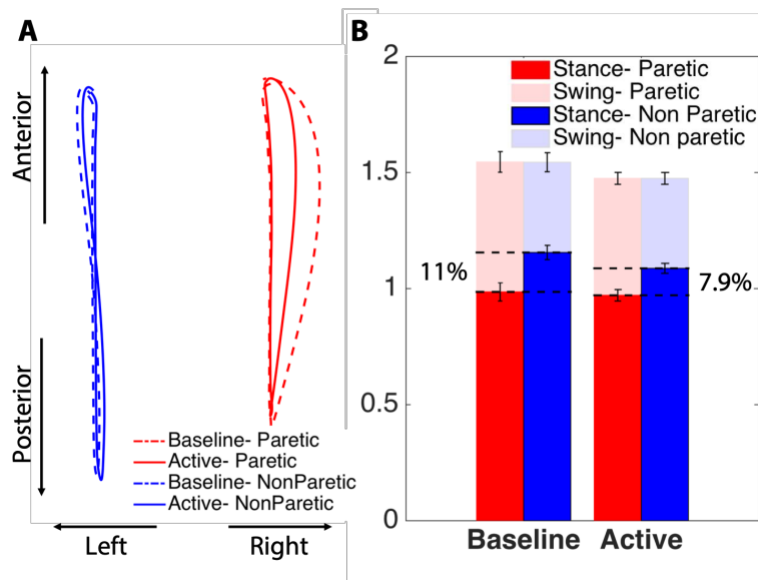 A
Anterior
Posterior
Baseline- Paretic
Active- Paretic
Baseline- NonParetic
Active- NonParetic
Left
Right
B
2
1.5
1
0.5
0
Stance- Paretic
Swing- Paretic
Stance- Non Paretic
Swing- Non paretic
11%
7.9%
Baseline
Active